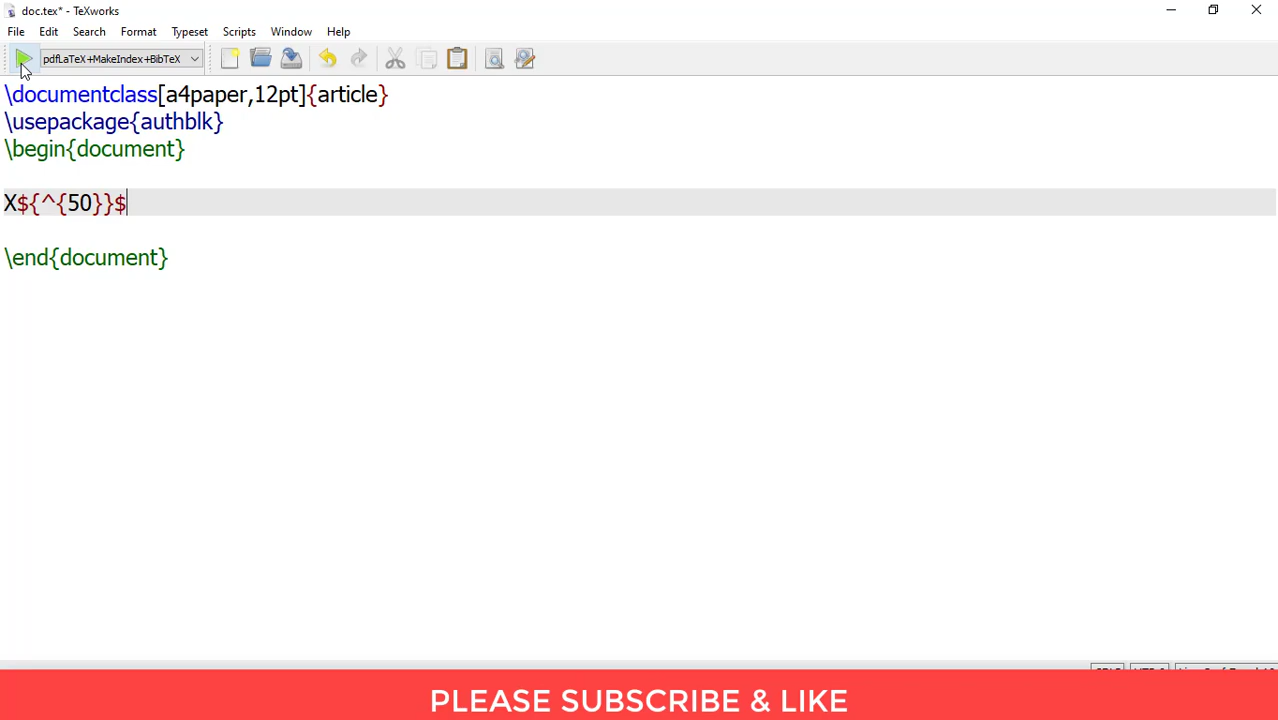 doc.tex* - TeXworks
File Edit Search Format Typeset Scripts Window Help
pdfLaTeX+MakeIndex+BibTeX
\documentclass[a4paper,12pt]{article}
\usepackage{authblk}
\begin{document}
X${^{50}}$
\end{document}
PLEASE SUBSCRIBE & LIKE